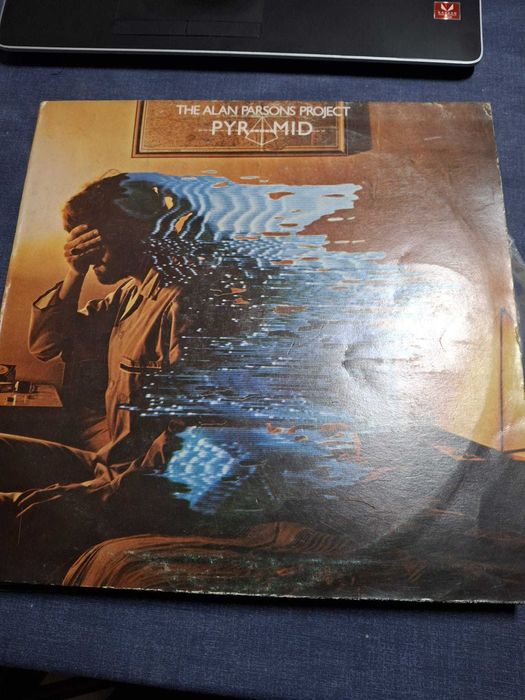 THE ALAN PARSONS PROJECT
PYRAMID